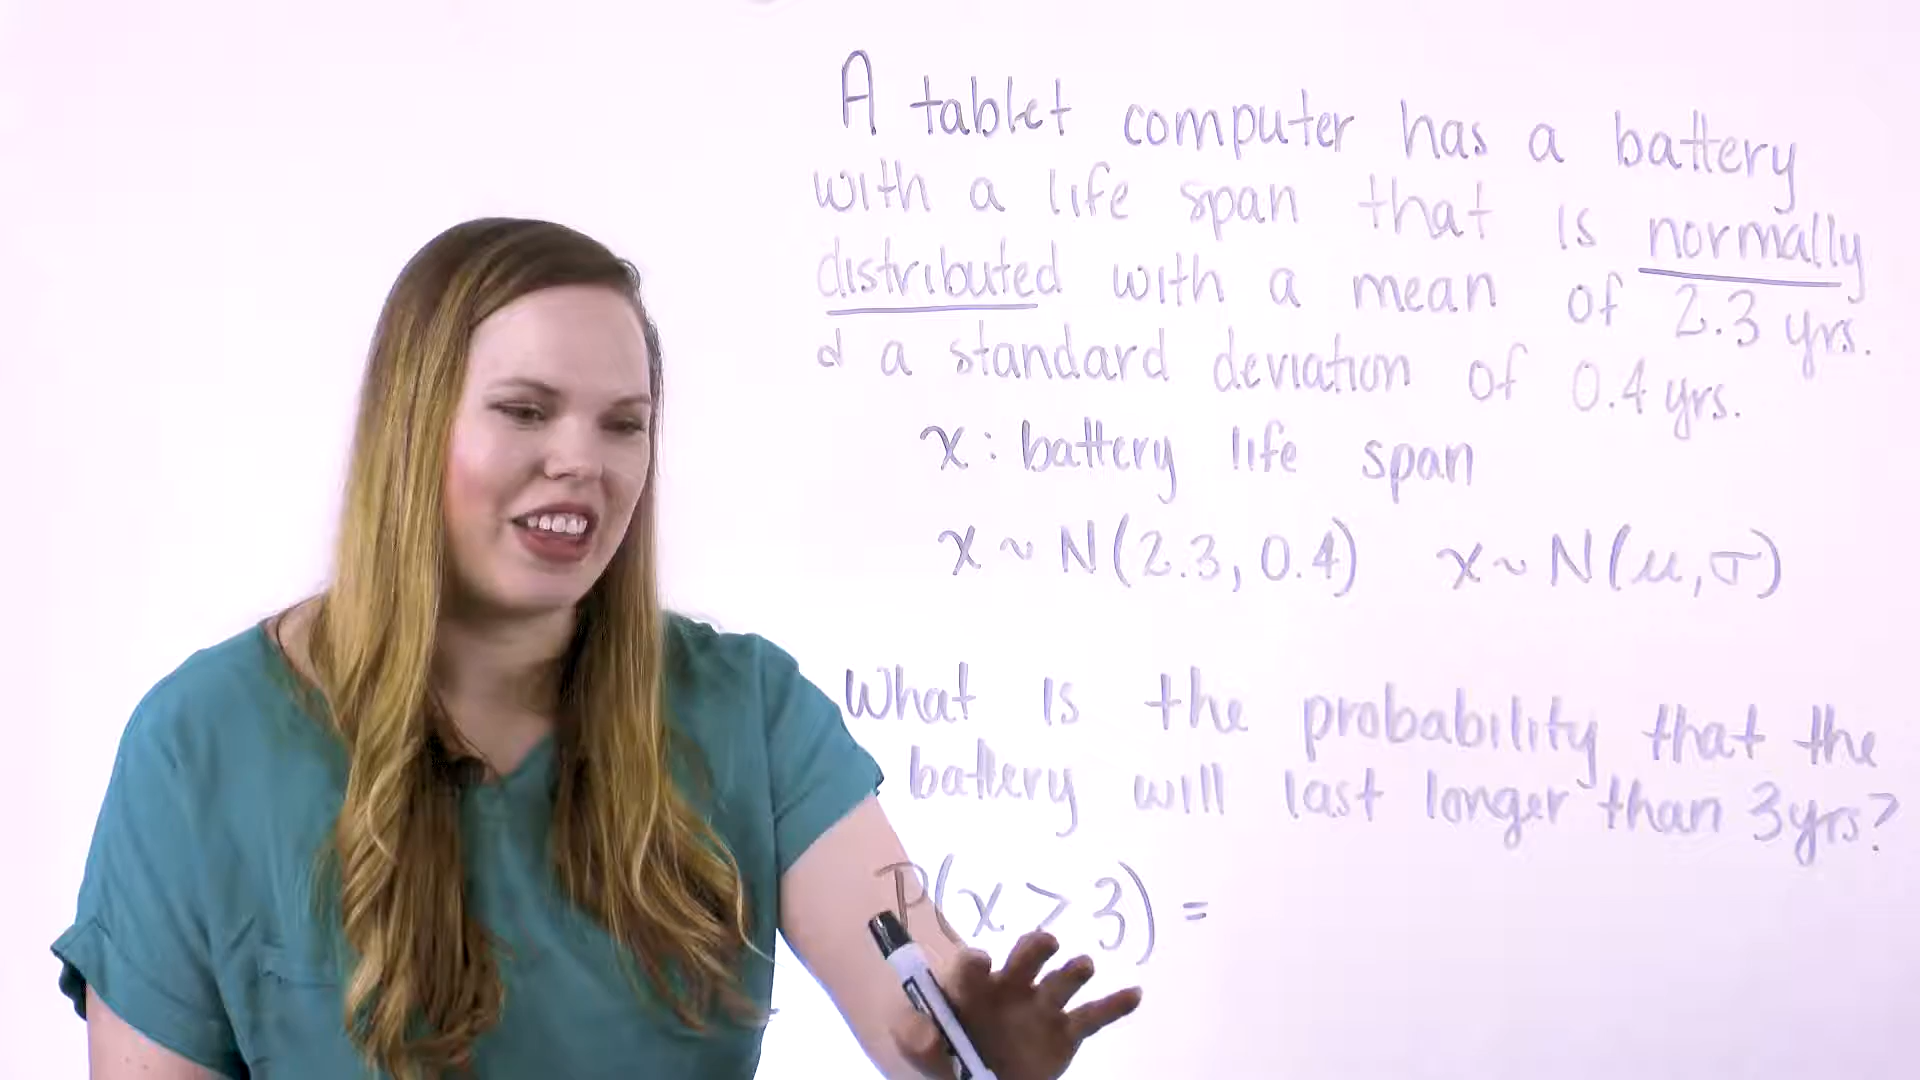 A tablet computer has a battery
with a life span that is normally
distributed with a mean of 2.3 yrs.
& a standard deviation of 0.4 yrs.
x : battery life span
x ~ N(2.3, 0.4) x ~ N(μ, σ)
What is the probability that the
battery will last longer than 3 yrs?
P(x > 3) =